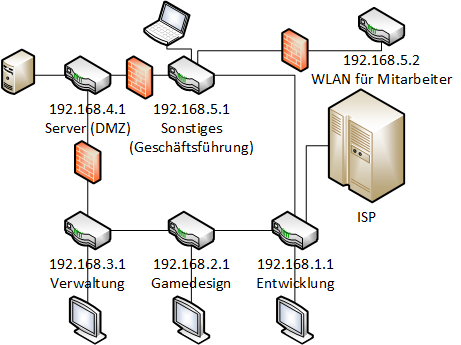 192.168.5.2
WLAN für Mitarbeiter
192.168.4.1
Server (DMZ)
192.168.5.1
Sonstiges
(Geschäftsführung)
ISP
192.168.3.1
Verwaltung
192.168.2.1
Gamedesign
192.168.1.1
Entwicklung